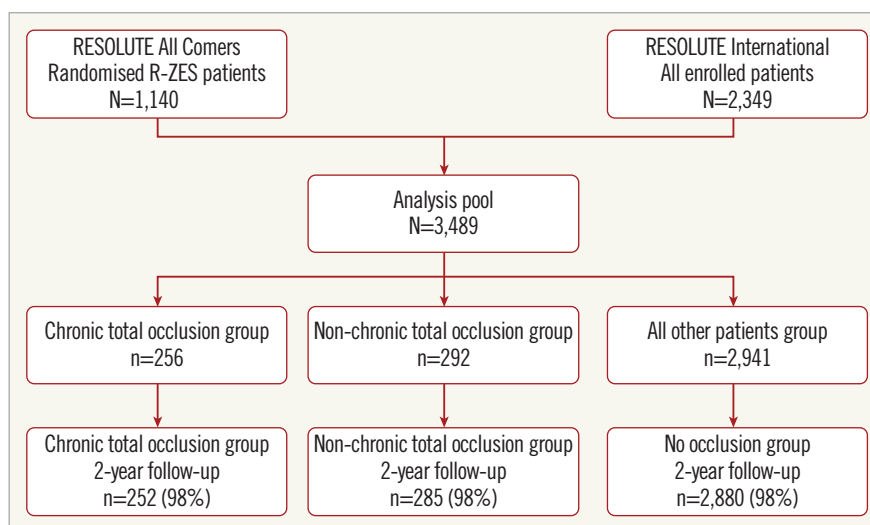 RESOLUTE All Comers
Randomised R-ZES patients
N=1,140
RESOLUTE International
All enrolled patients
N=2,349
Analysis pool
N=3,489
Chronic total occlusion group
n=256
Non-chronic total occlusion group
n=292
All other patients group
n=2,941
Chronic total occlusion group
2-year follow-up
n=252 (98%)
Non-chronic total occlusion group
2-year follow-up
n=285 (98%)
No occlusion group
2-year follow-up
n=2,880 (98%)